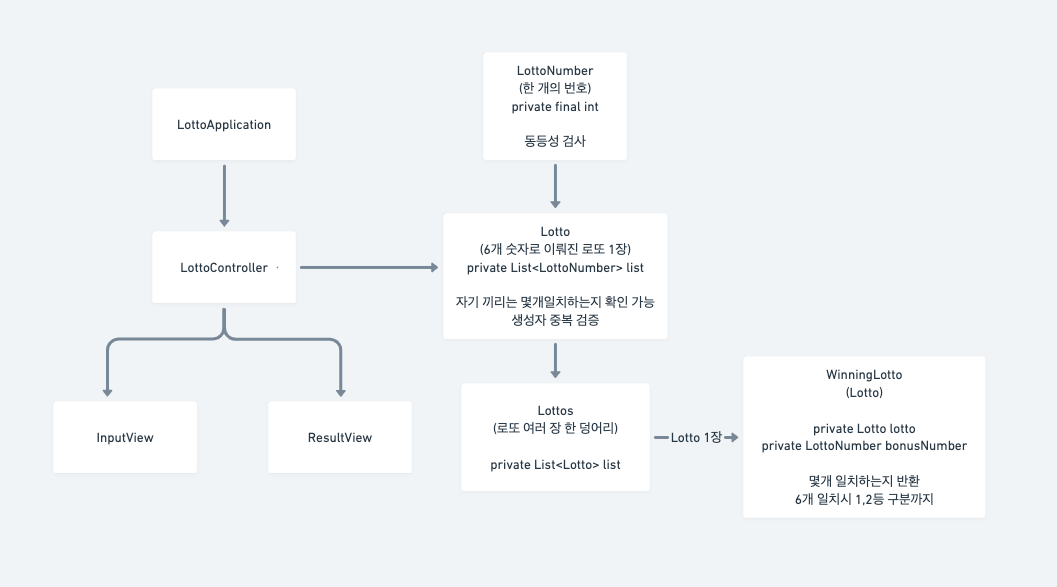 LottoApplication
LottoController
InputView
ResultView
LottoNumber
(한 개의 번호)
private final int
동등성 검사
Lotto
(6개 숫자로 이뤄진 로또 1장)
private List<LottoNumber> list
자기 끼리는 몇개일치하는지 확인 가능
생성자 중복 검증
Lottos
(로또 여러 장 한 덩어리)
private List<Lotto> list
Lotto 1장
WinningLotto
(Lotto)
private Lotto lotto
private LottoNumber bonusNumber
몇개 일치하는지 반환
6개 일치시 1,2등 구분까지